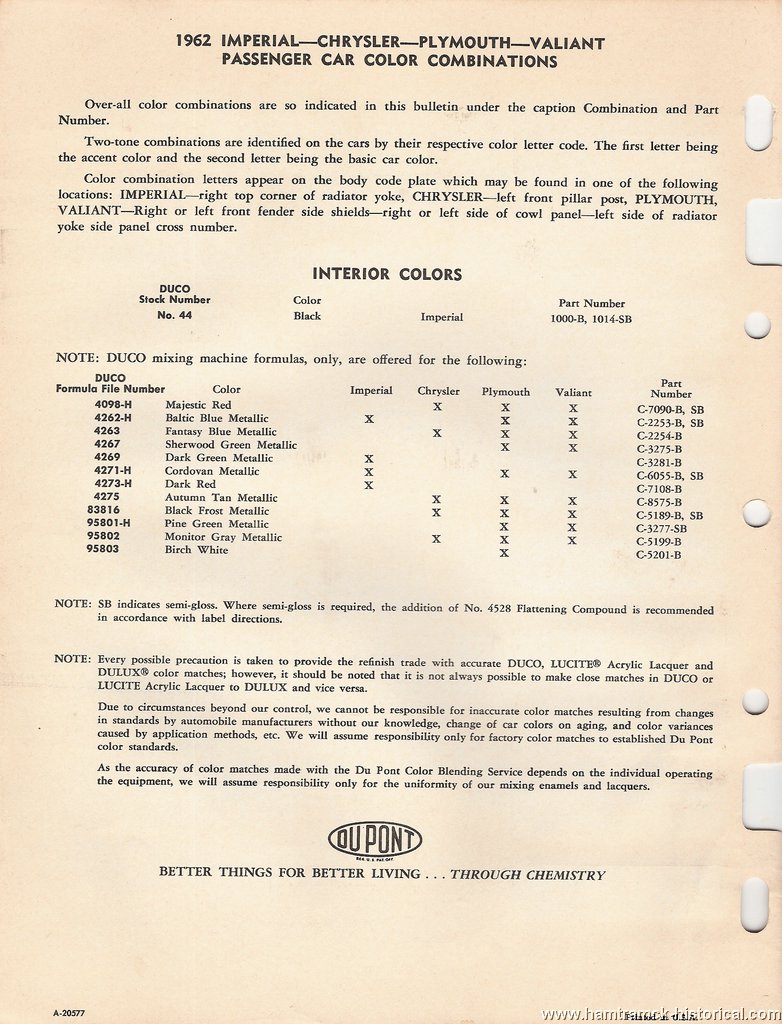 1962 IMPERIAL—CHRYSLER—PLYMOUTH—VALIANT
PASSENGER CAR COLOR COMBINATIONS
Over-all color combinations are so indicated in this bulletin under the caption Combination and Part
Number.
Two-tone combinations are identified on the cars by their respective color letter code. The first letter being
the accent color and the second letter being the basic car color.
Color combination letters appear on the body code plate which may be found in one of the following
locations: IMPERIAL—right top corner of radiator yoke, CHRYSLER—left front pillar post, PLYMOUTH,
VALIANT—Right or left front fender side shields—right or left side of cowl panel—left side of radiator
yoke side panel cross number.
INTERIOR COLORS
DUCO
Stock Number Color Part Number
No. 44 Black Imperial 1000-B, 1014-SB
NOTE: DUCO mixing machine formulas, only, are offered for the following:
DUCO
Formula File Number Color Imperial Chrysler Plymouth Valiant Part
Number
4098-H Majestic Red X X X C-7090-B, SB
4262-H Baltic Blue Metallic X X X C-2253-B, SB
4263 Fantasy Blue Metallic X X X C-2254-B
4267 Sherwood Green Metallic X X C-3275-B
4269 Dark Green Metallic X C-3281-B
4271-H Cordovan Metallic X X X C-6055-B, SB
4273-H Dark Red X C-7108-B
4275 Autumn Tan Metallic X X X C-8575-B
83816 Black Frost Metallic X X X C-5189-B, SB
95801-H Pine Green Metallic X X C-3277-SB
95802 Monitor Gray Metallic X X X C-5199-B
95803 Birch White X C-5201-B
NOTE: SB indicates semi-gloss. Where semi-gloss is required, the addition of No. 4528 Flattening Compound is recommended
in accordance with label directions.
NOTE: Every possible precaution is taken to provide the refinish trade with accurate DUCO, LUCITE® Acrylic Lacquer and
DULUX® color matches; however, it should be noted that it is not always possible to make close matches in DUCO or
LUCITE Acrylic Lacquer to DULUX and vice versa.
Due to circumstances beyond our control, we cannot be responsible for inaccurate color matches resulting from changes
in standards by automobile manufacturers without our knowledge, change of car colors on aging, and color variances
caused by application methods, etc. We will assume responsibility only for factory color matches to established Du Pont
color standards.
As the accuracy of color matches made with the Du Pont Color Blending Service depends on the individual operating
the equipment, we will assume responsibility only for the uniformity of our mixing enamels and lacquers.
DU PONT
REG. U.S. PAT. OFF.
BETTER THINGS FOR BETTER LIVING . . . THROUGH CHEMISTRY
A-20577
Printed in U.S.A.
www.hamtramck-historical.com